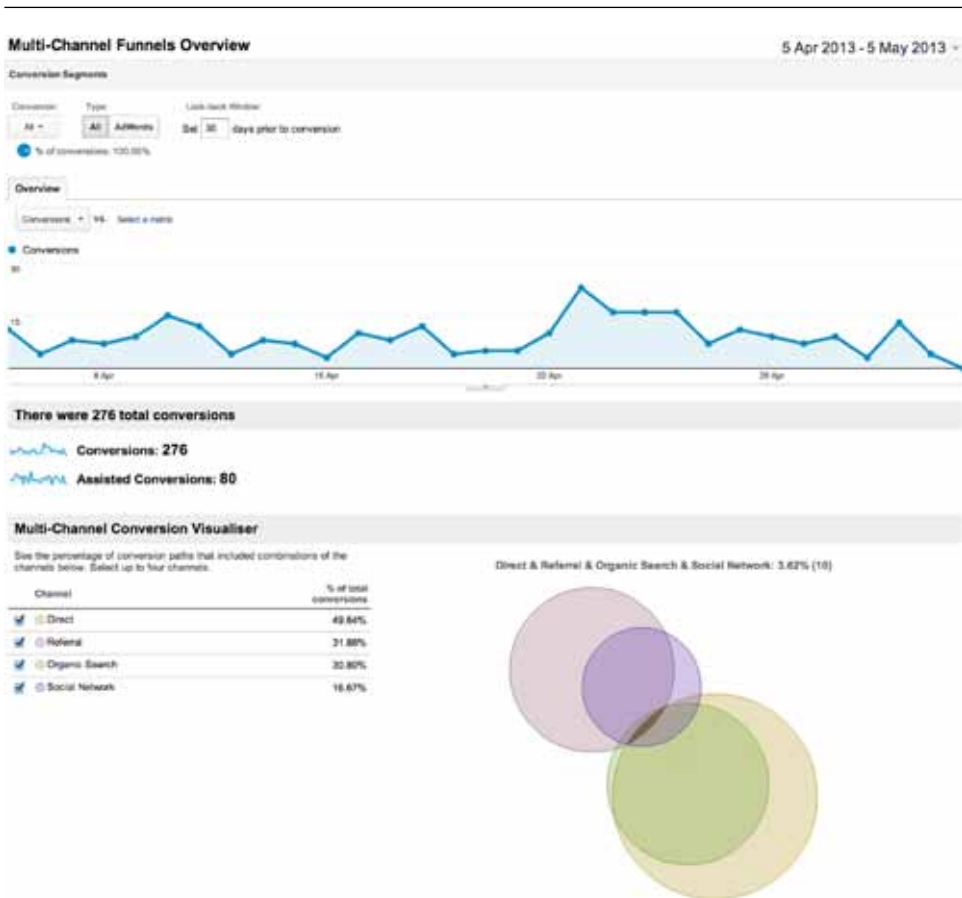 Multi-Channel Funnels Overview
5 Apr 2013 - 5 May 2013
Conversion Segments
Conversion:
Type:
Look-back Window:
All
All
AdWords
Set 30 days prior to conversion
% of conversions: 100.00%
Overview
Conversions
VS.
Select a metric
Conversions
30
15
8 Apr
15 Apr
22 Apr
29 Apr
There were 276 total conversions
Conversions: 276
Assisted Conversions: 80
Multi-Channel Conversion Visualiser
See the percentage of conversion paths that included combinations of the
channels below. Select up to four channels.
Channel
% of total
conversions
Direct
49.64%
Referral
31.88%
Organic Search
30.80%
Social Network
16.67%
Direct & Referral & Organic Search & Social Network: 3.62% (10)